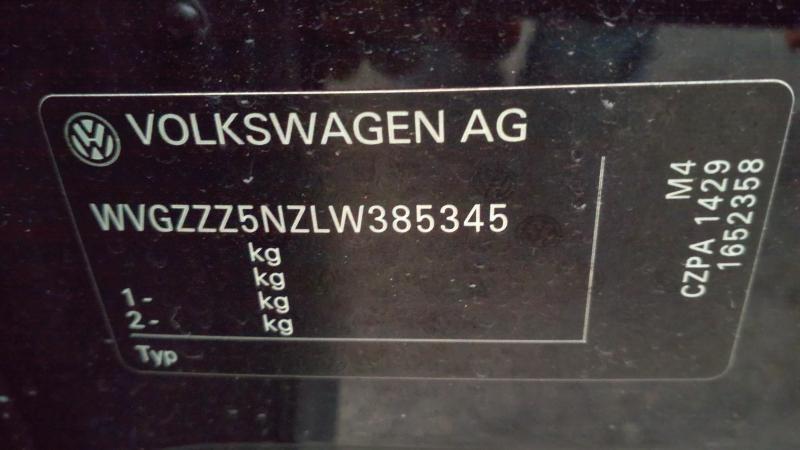 VOLKSWAGEN AG
WVGZZZ5NZLW385345
kg
kg
1- kg
2- kg
Typ
M4
CZPA 1429
1652358